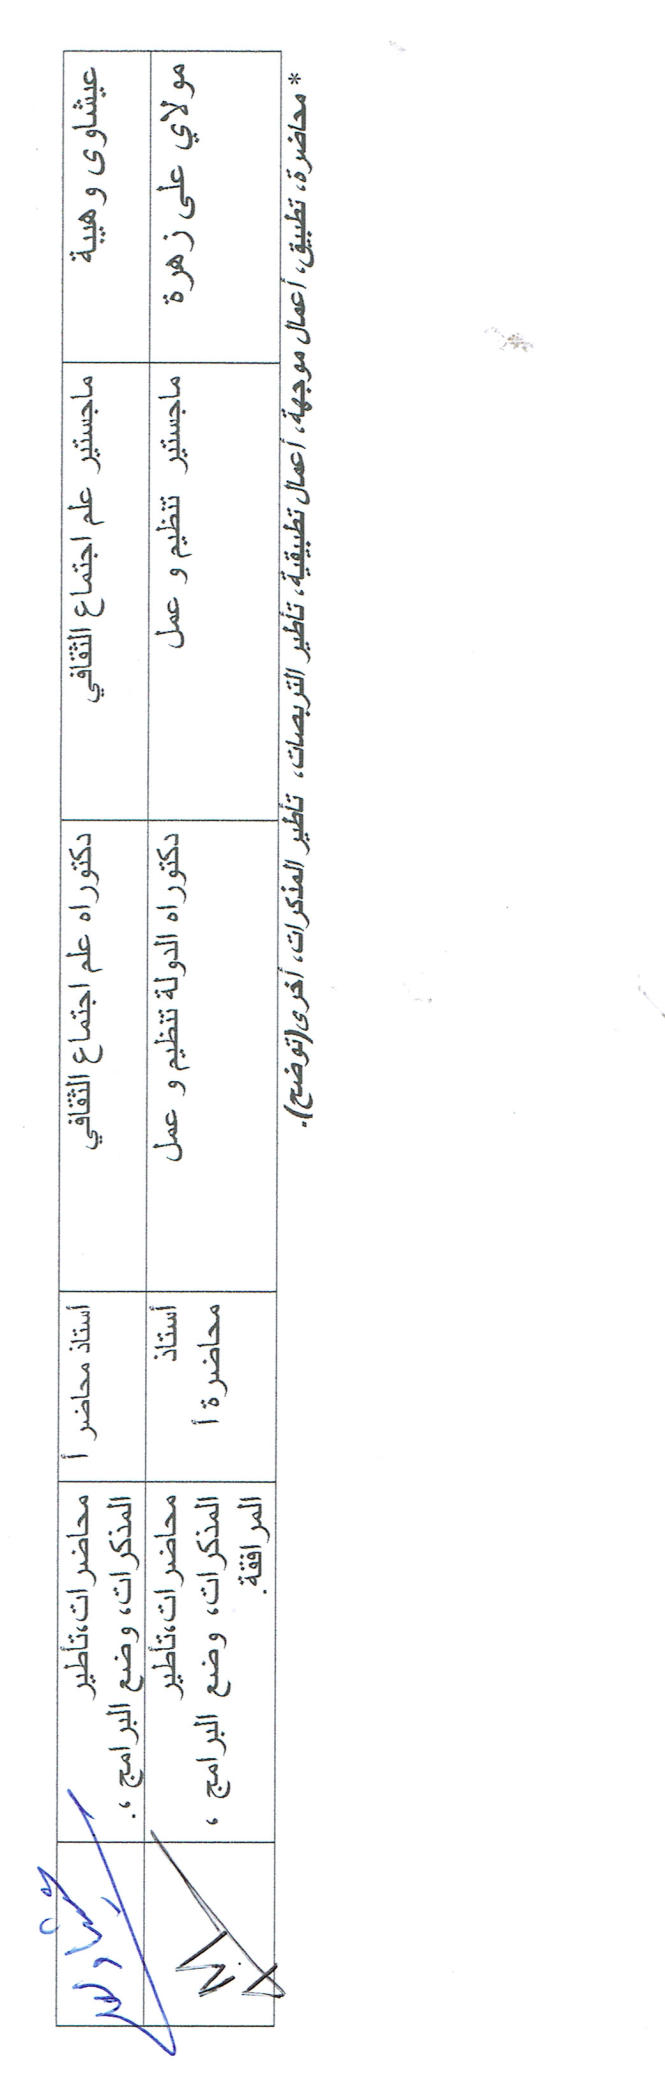 عيشاوى وهيبة
ماجستير علم اجتماع الثقافي
دكتوراه علم اجتماع الثقافي
أستاذ محاضر أ
محاضرات،تأطير
المذكرات، وضع البرامج ،.
مولاي على زهرة
ماجستير تنظيم و عمل
دكتوراه الدولة تنظيم و عمل
أستاذ
محاضرة أ
محاضرات،تأطير
المذكرات، وضع البرامج ،
المرافقة.
* محاضرة، تطبيق، أعمال موجهة، أعمال تطبيقية، تأطير التربصات، تأطير المذكرات، أخرى(توضح).